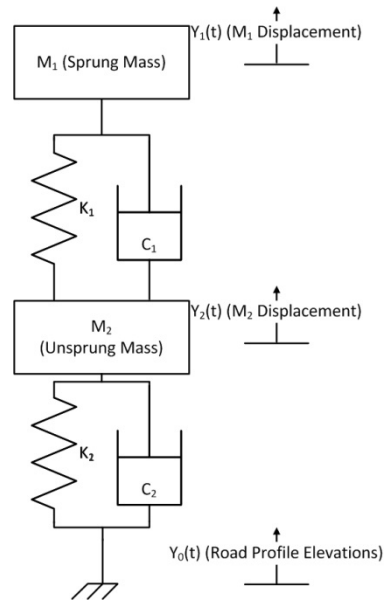 Y₁(t) (M₁ Displacement)
M₁ (Sprung Mass)
K₁
C₁
Y₂(t) (M₂ Displacement)
M₂
(Unsprung Mass)
K₂
C₂
Y₀(t) (Road Profile Elevations)